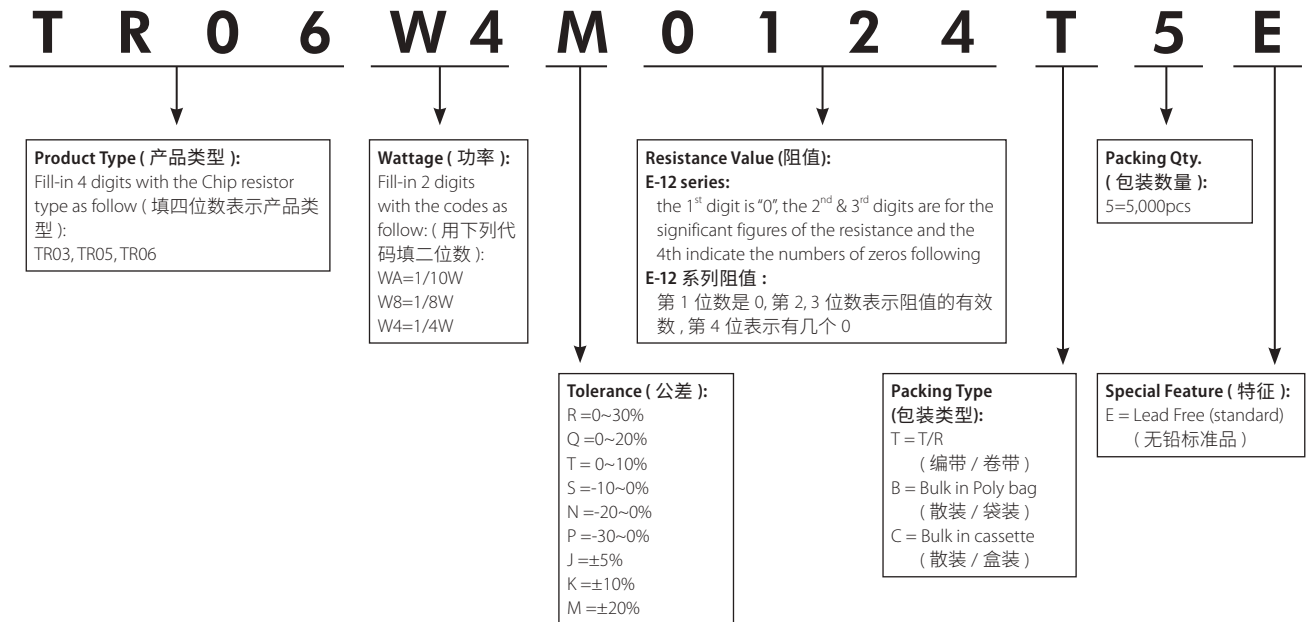 T R 0 6 W 4 M 0 1 2 4 T 5 E
Product Type ( 产品类型 ):
Fill-in 4 digits with the Chip resistor
type as follow ( 填四位数表示产品类
型 ):
TR03, TR05, TR06
Wattage ( 功率 ):
Fill-in 2 digits
with the codes as
follow: ( 用下列代
码填二位数 ):
WA=1/10W
W8=1/8W
W4=1/4W
Resistance Value (阻值):
E-12 series:
the 1st digit is “0”, the 2nd & 3rd digits are for the
significant figures of the resistance and the
4th indicate the numbers of zeros following
E-12 系列阻值 :
第 1 位数是 0, 第 2, 3 位数表示阻值的有效
数 , 第 4 位表示有几个 0
Packing Qty.
( 包装数量 ):
5=5,000pcs
Tolerance ( 公差 ):
R =0~30%
Q =0~20%
T = 0~10%
S =-10~0%
N =-20~0%
P =-30~0%
J =±5%
K =±10%
M =±20%
Packing Type
(包装类型):
T = T/R
( 编带 / 卷带 )
B = Bulk in Poly bag
( 散装 / 袋装 )
C = Bulk in cassette
( 散装 / 盒装 )
Special Feature ( 特征 ):
E = Lead Free (standard)
( 无铅标准品 )